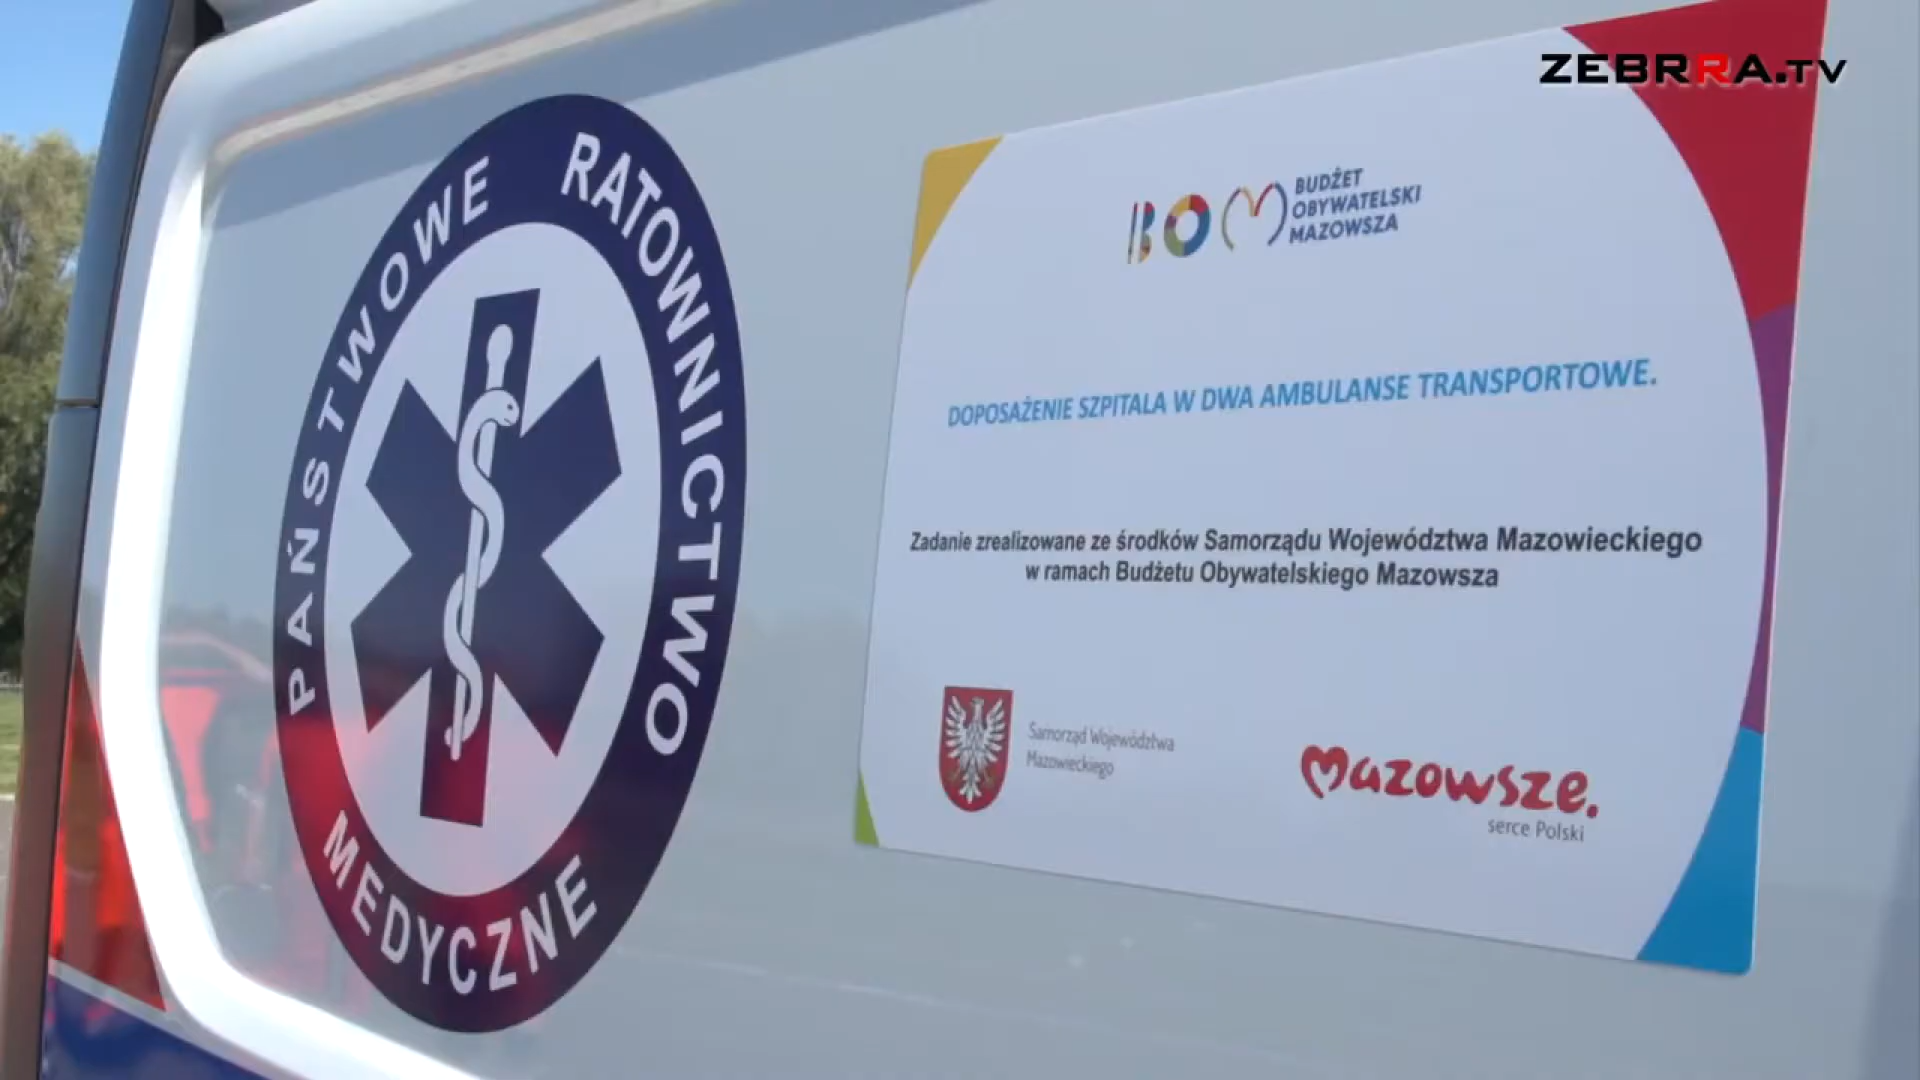 ZEBRRA.TV
PAŃSTWOWE RATOWNICTWO
MEDYCZNE
BOM
BUDŻET
OBYWATELSKI
MAZOWSZA
DOPOSAŻENIE SZPITALA W DWA AMBULANSE TRANSPORTOWE.
Zadanie zrealizowane ze środków Samorządu Województwa Mazowieckiego
w ramach Budżetu Obywatelskiego Mazowsza
Samorząd Województwa
Mazowieckiego
mazowsze.
serce Polski